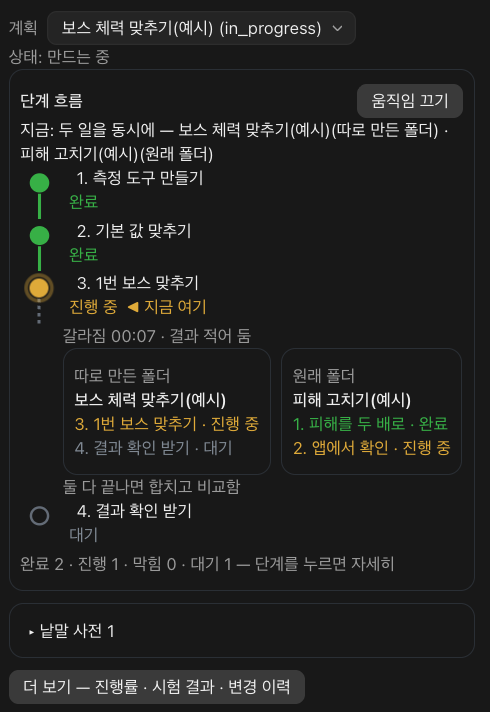 계획 보스 체력 맞추기(예시) (in_progress)
상태: 만드는 중
단계 흐름 움직임 끄기
지금: 두 일을 동시에 — 보스 체력 맞추기(예시)(따로 만든 폴더) ·
피해 고치기(예시)(원래 폴더)
1. 측정 도구 만들기
완료
2. 기본 값 맞추기
완료
3. 1번 보스 맞추기
진행 중 ◀ 지금 여기
갈라짐 00:07 · 결과 적어 둠
따로 만든 폴더
보스 체력 맞추기(예시)
3. 1번 보스 맞추기 · 진행 중
4. 결과 확인 받기 · 대기
원래 폴더
피해 고치기(예시)
1. 피해를 두 배로 · 완료
2. 앱에서 확인 · 진행 중
둘 다 끝나면 합치고 비교함
4. 결과 확인 받기
대기
완료 2 · 진행 1 · 막힘 0 · 대기 1 — 단계를 누르면 자세히
▸ 낱말 사전 1
더 보기 — 진행률 · 시험 결과 · 변경 이력